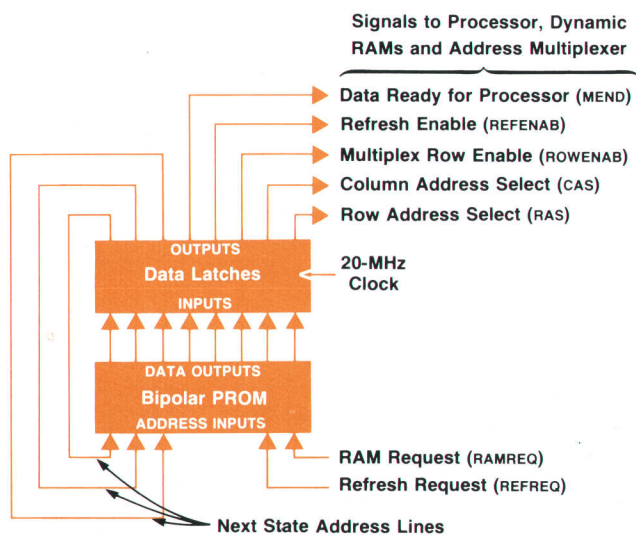 Signals to Processor, Dynamic
RAMs and Address Multiplexer
Data Ready for Processor (MEND)
Refresh Enable (REFENAB)
Multiplex Row Enable (ROWENAB)
Column Address Select (CAS)
Row Address Select (RAS)
OUTPUTS
Data Latches
INPUTS
20-MHz
Clock
DATA OUTPUTS
Bipolar PROM
ADDRESS INPUTS
RAM Request (RAMREQ)
Refresh Request (REFREQ)
Next State Address Lines